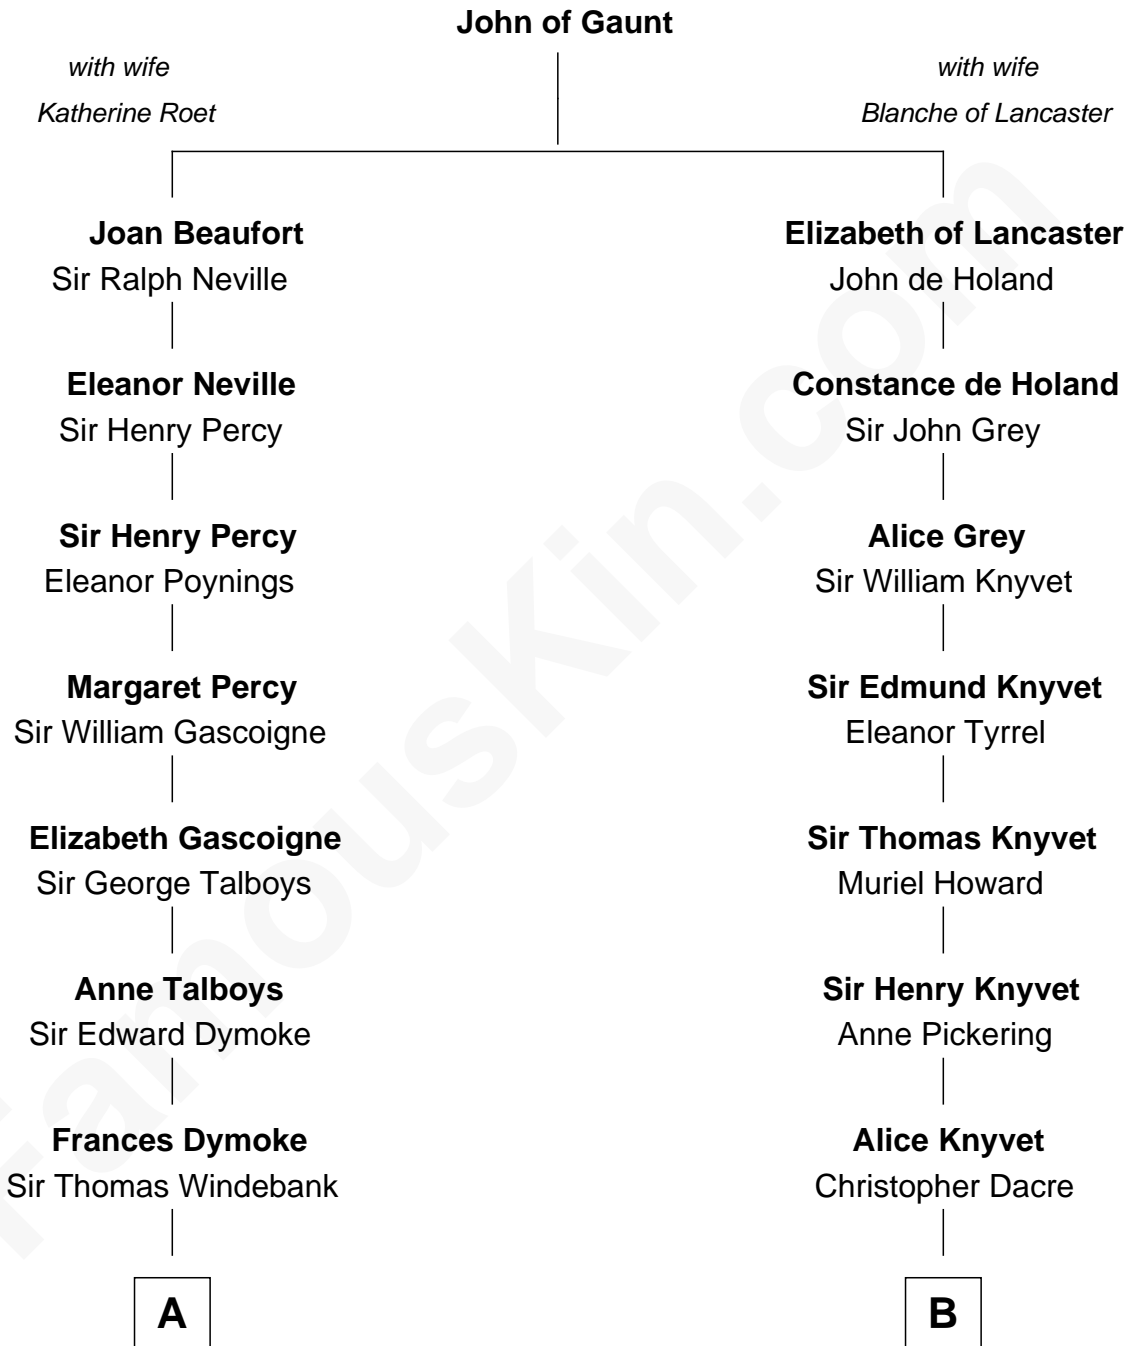 John of Gaunt
with wife
Katherine Roet
with wife
Blanche of Lancaster
Joan Beaufort
Sir Ralph Neville
Elizabeth of Lancaster
John de Holand
Eleanor Neville
Sir Henry Percy
Constance de Holand
Sir John Grey
Sir Henry Percy
Eleanor Poynings
Alice Grey
Sir William Knyvet
Margaret Percy
Sir William Gascoigne
Sir Edmund Knyvet
Eleanor Tyrrel
Elizabeth Gascoigne
Sir George Talboys
Sir Thomas Knyvet
Muriel Howard
Anne Talboys
Sir Edward Dymoke
Sir Henry Knyvet
Anne Pickering
Frances Dymoke
Sir Thomas Windebank
Alice Knyvet
Christopher Dacre
A
B
FamousKin.com